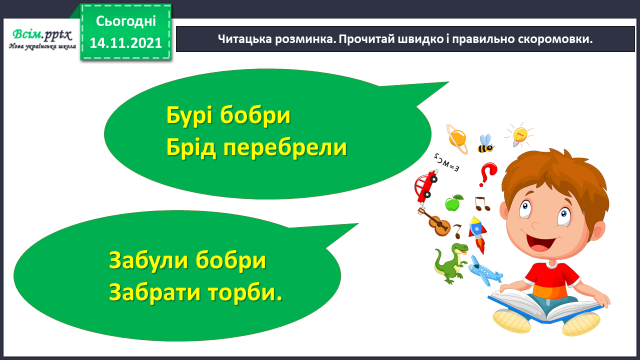 Всім.pptx
Нова українська школа
Сьогодні
14.11.2021
Читацька розминка. Прочитай швидко і правильно скоромовки.
Бурі бобри
Брід перебрели
E=MC2
Забули бобри
Забрати торби.